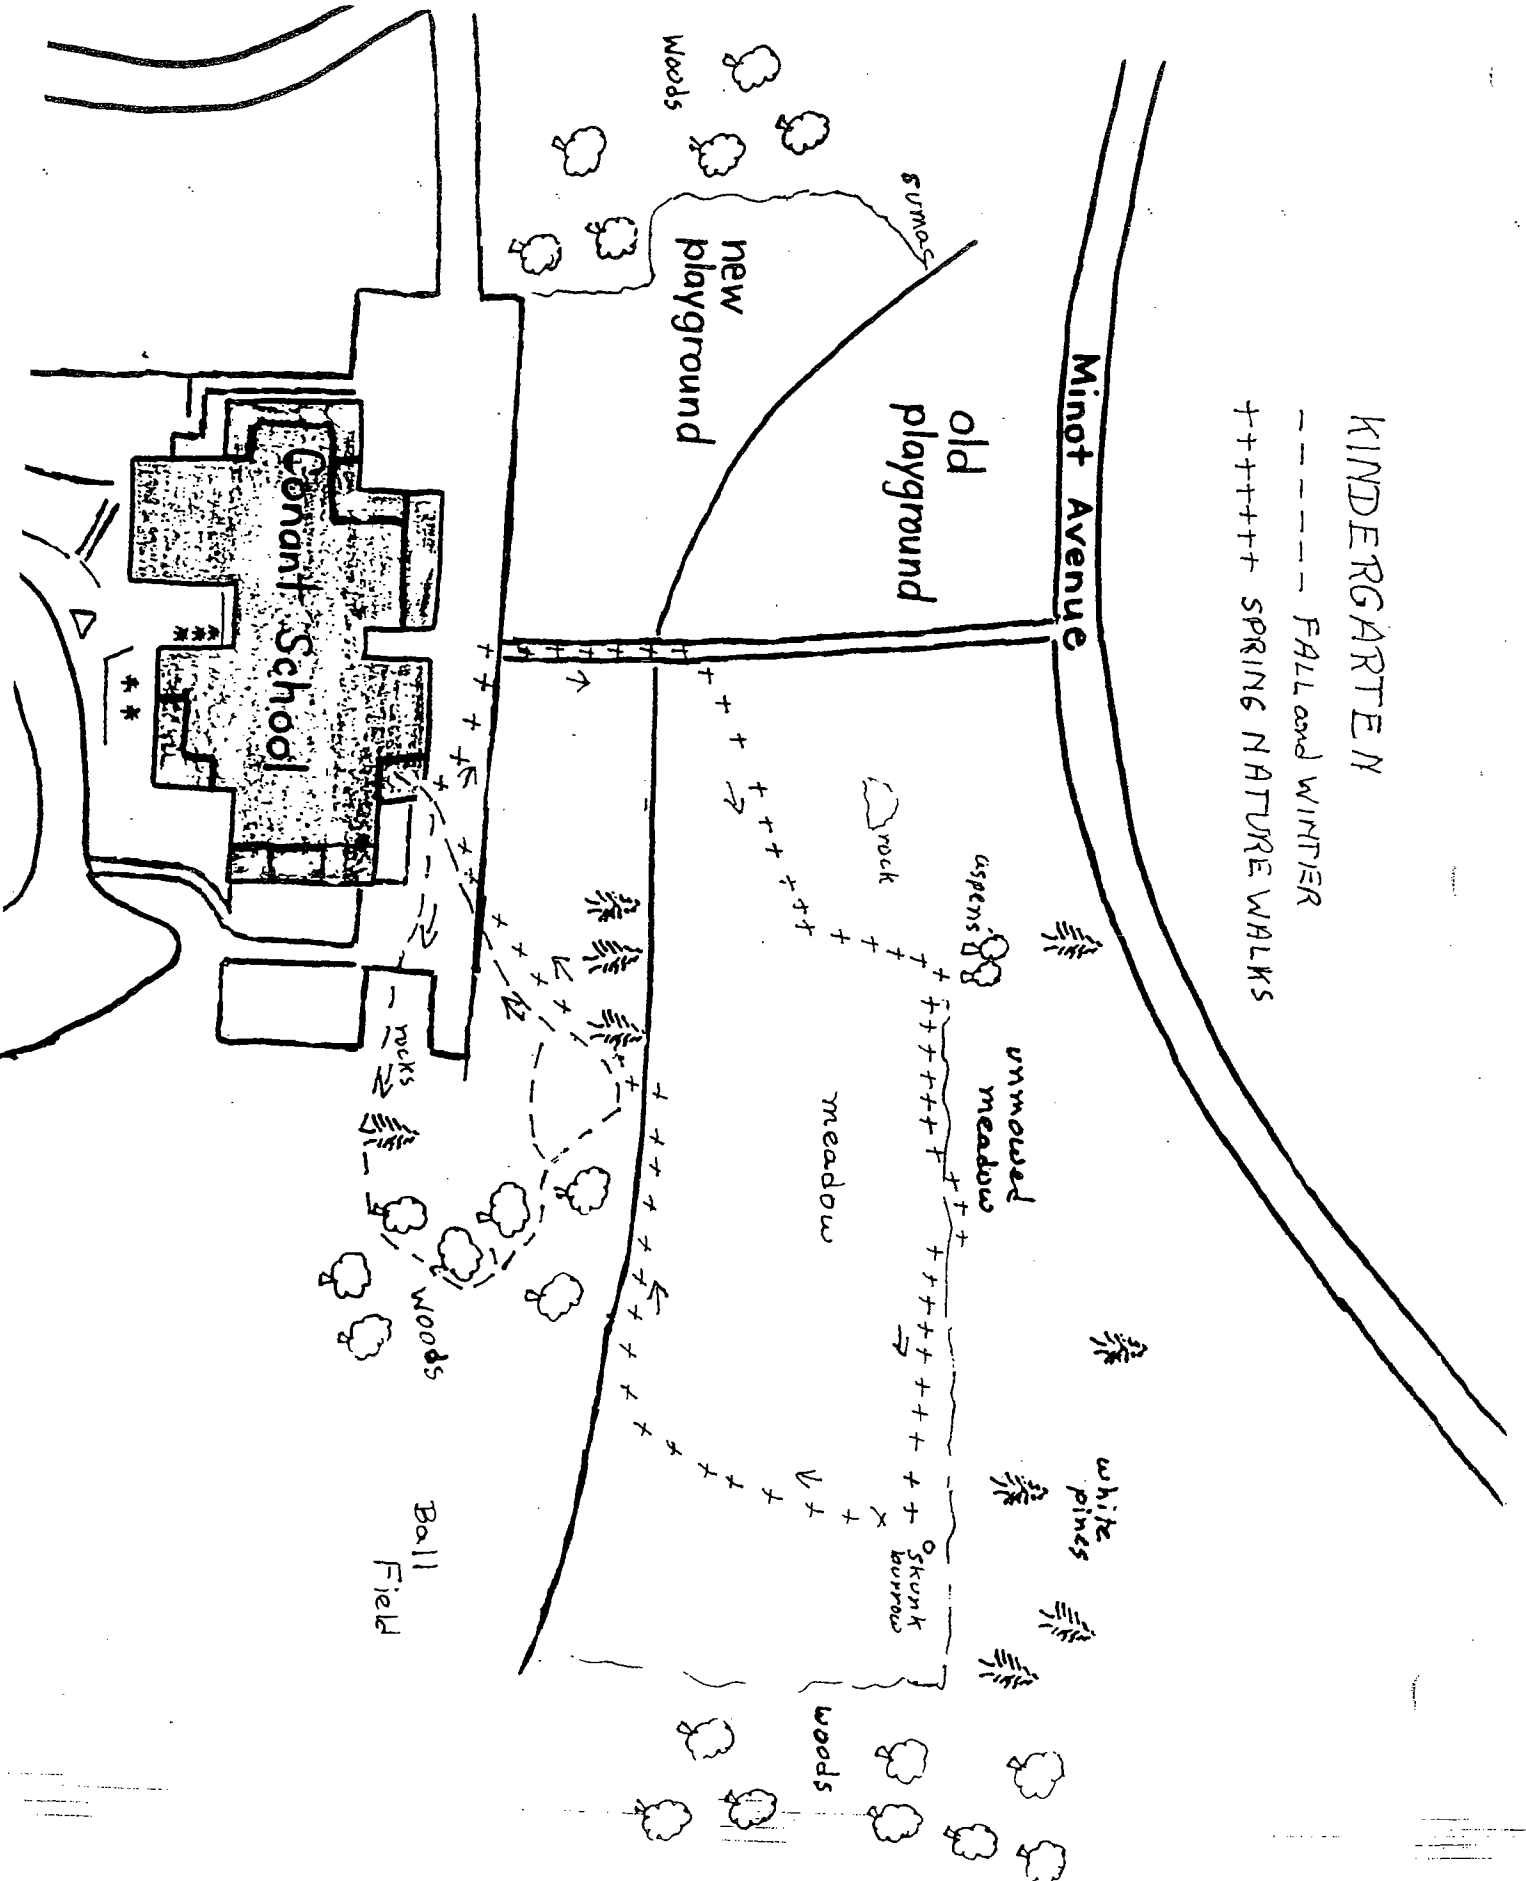 KINDERGARTEN
----- FALL and WINTER
++++++ SPRING NATURE WALKS
Minot Avenue
Woods
sumac
old
playground
new
playground
aspens
rock
unmowed
meadow
meadow
white
pines
skunk
burrow
woods
Conant School
rocks
woods
Ball
Field